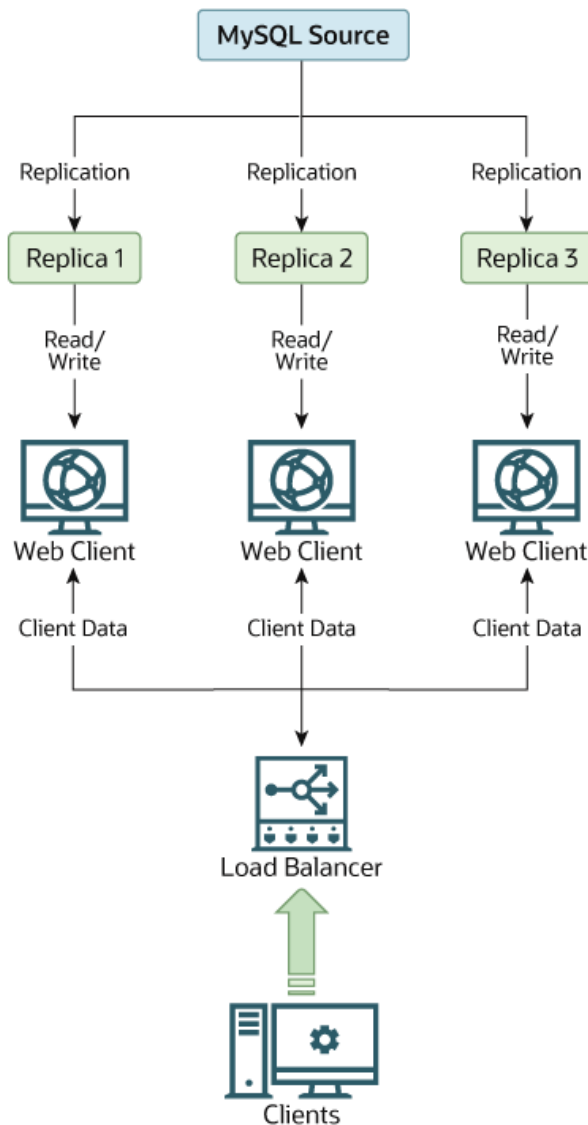 MySQL Source
Replication
Replication
Replication
Replica 1
Replica 2
Replica 3
Read/
Write
Read/
Write
Read/
Write
Web Client
Web Client
Web Client
Client Data
Client Data
Client Data
Load Balancer
Clients